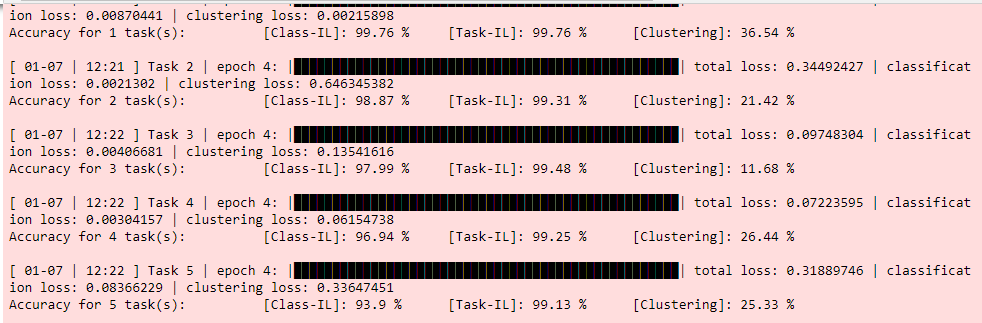 ion loss: 0.00870441 | clustering loss: 0.00215898
Accuracy for 1 task(s): [Class-IL]: 99.76 % [Task-IL]: 99.76 % [Clustering]: 36.54 %
[ 01-07 | 12:21 ] Task 2 | epoch 4: | | total loss: 0.34492427 | classificat
ion loss: 0.0021302 | clustering loss: 0.646345382
Accuracy for 2 task(s): [Class-IL]: 98.87 % [Task-IL]: 99.31 % [Clustering]: 21.42 %
[ 01-07 | 12:22 ] Task 3 | epoch 4: | | total loss: 0.09748304 | classificat
ion loss: 0.00406681 | clustering loss: 0.13541616
Accuracy for 3 task(s): [Class-IL]: 97.99 % [Task-IL]: 99.48 % [Clustering]: 11.68 %
[ 01-07 | 12:22 ] Task 4 | epoch 4: | | total loss: 0.07223595 | classificat
ion loss: 0.00304157 | clustering loss: 0.06154738
Accuracy for 4 task(s): [Class-IL]: 96.94 % [Task-IL]: 99.25 % [Clustering]: 26.44 %
[ 01-07 | 12:22 ] Task 5 | epoch 4: | | total loss: 0.31889746 | classificat
ion loss: 0.08366229 | clustering loss: 0.33647451
Accuracy for 5 task(s): [Class-IL]: 93.9 % [Task-IL]: 99.13 % [Clustering]: 25.33 %